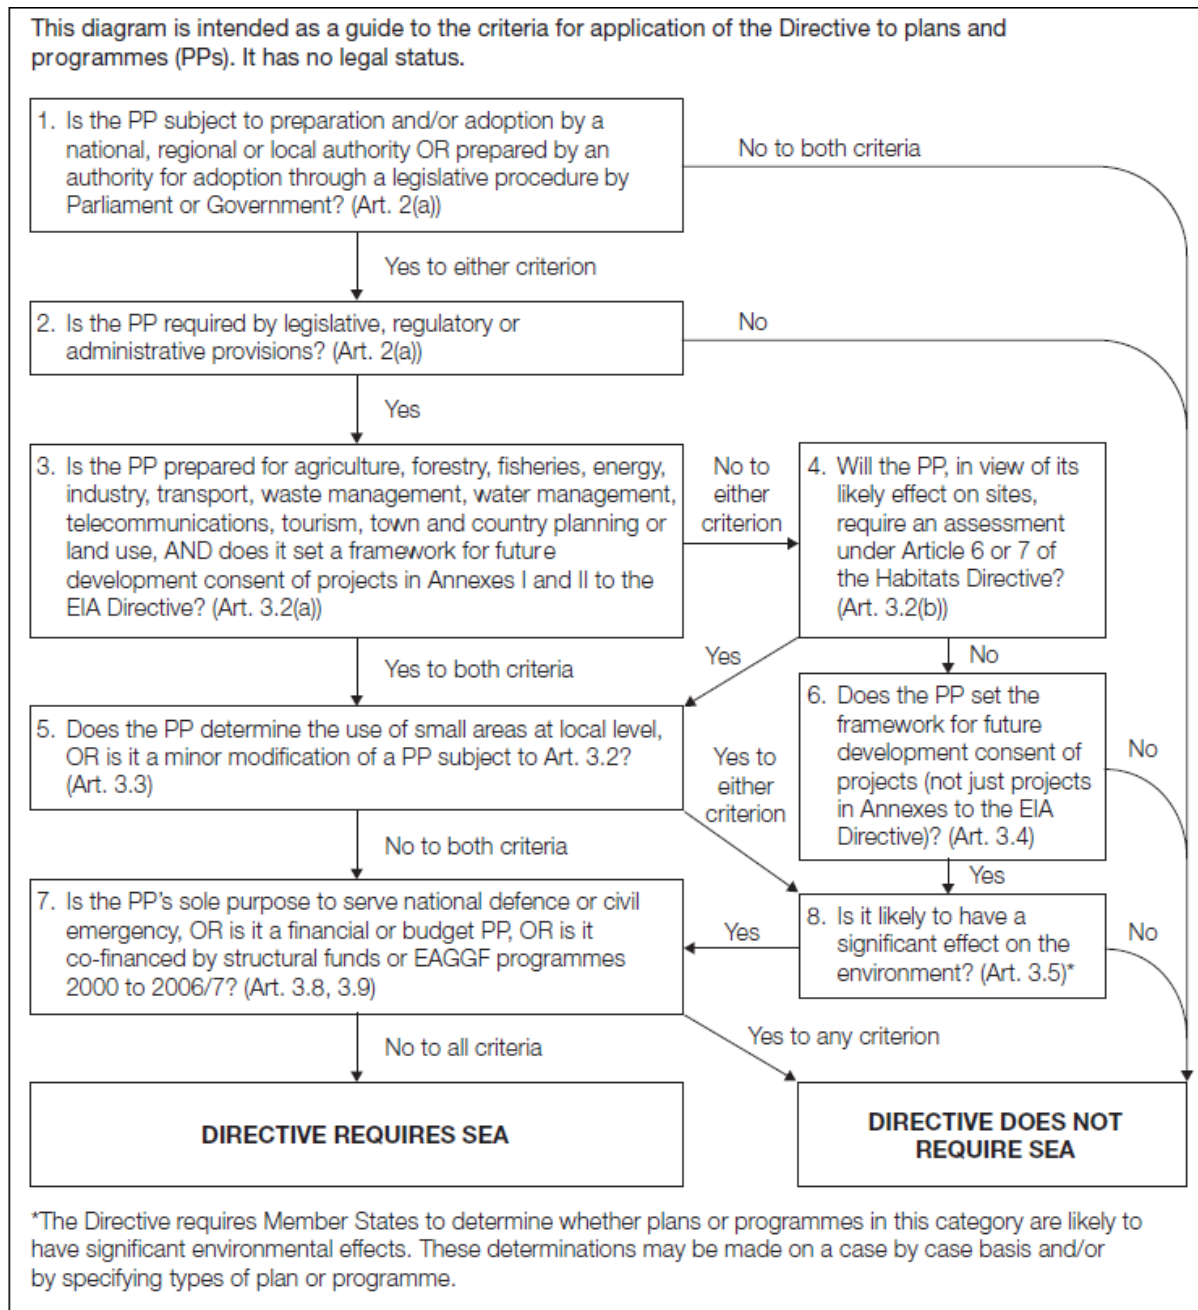 This diagram is intended as a guide to the criteria for application of the Directive to plans and
programmes (PPs). It has no legal status.
1. Is the PP subject to preparation and/or adoption by a
national, regional or local authority OR prepared by an
authority for adoption through a legislative procedure by
Parliament or Government? (Art. 2(a))
No to both criteria
Yes to either criterion
2. Is the PP required by legislative, regulatory or
administrative provisions? (Art. 2(a))
No
Yes
3. Is the PP prepared for agriculture, forestry, fisheries, energy,
industry, transport, waste management, water management,
telecommunications, tourism, town and country planning or
land use, AND does it set a framework for future
development consent of projects in Annexes I and II to the
EIA Directive? (Art. 3.2(a))
No to
either
criterion
4. Will the PP, in view of its
likely effect on sites,
require an assessment
under Article 6 or 7 of
the Habitats Directive?
(Art. 3.2(b))
Yes to both criteria
Yes
No
5. Does the PP determine the use of small areas at local level,
OR is it a minor modification of a PP subject to Art. 3.2?
(Art. 3.3)
Yes to
either
criterion
6. Does the PP set the
framework for future
development consent of
projects (not just projects
in Annexes to the EIA
Directive)? (Art. 3.4)
No
No to both criteria
Yes
7. Is the PP's sole purpose to serve national defence or civil
emergency, OR is it a financial or budget PP, OR is it
co-financed by structural funds or EAGGF programmes
2000 to 2006/7? (Art. 3.8, 3.9)
Yes
8. Is it likely to have a
significant effect on the
environment? (Art. 3.5)*
No
No to all criteria
Yes to any criterion
DIRECTIVE REQUIRES SEA
DIRECTIVE DOES NOT
REQUIRE SEA
*The Directive requires Member States to determine whether plans or programmes in this category are likely to
have significant environmental effects. These determinations may be made on a case by case basis and/or
by specifying types of plan or programme.